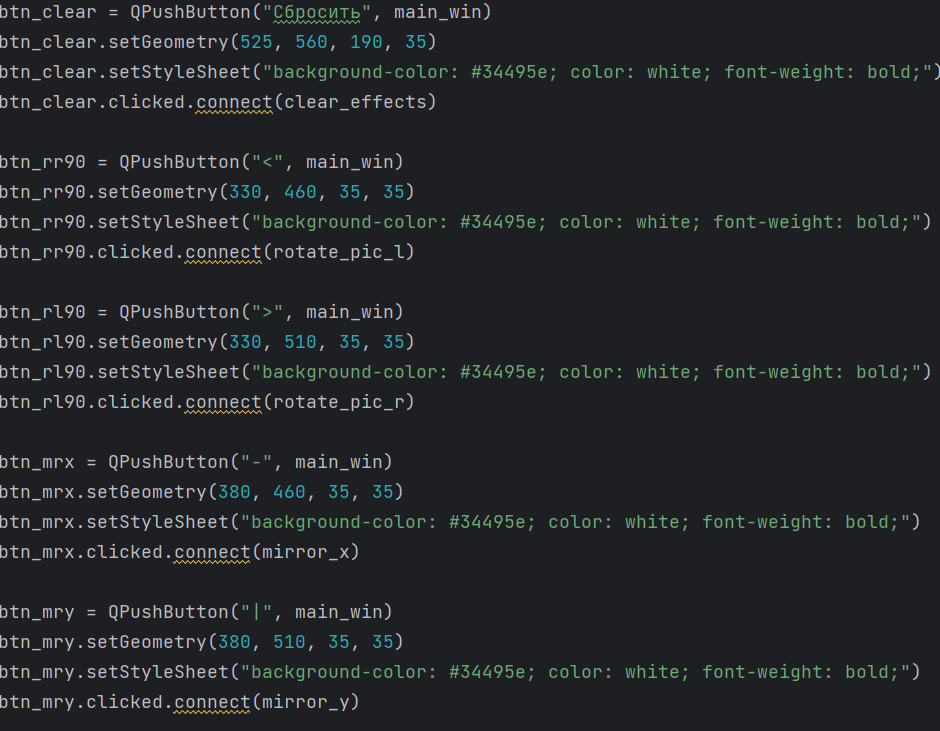 btn_clear = QPushButton("Сбросить", main_win)
btn_clear.setGeometry(525, 560, 190, 35)
btn_clear.setStyleSheet("background-color: #34495e; color: white; font-weight: bold;")
btn_clear.clicked.connect(clear_effects)

btn_rr90 = QPushButton("<", main_win)
btn_rr90.setGeometry(330, 460, 35, 35)
btn_rr90.setStyleSheet("background-color: #34495e; color: white; font-weight: bold;")
btn_rr90.clicked.connect(rotate_pic_l)

btn_rl90 = QPushButton(">", main_win)
btn_rl90.setGeometry(330, 510, 35, 35)
btn_rl90.setStyleSheet("background-color: #34495e; color: white; font-weight: bold;")
btn_rl90.clicked.connect(rotate_pic_r)

btn_mrx = QPushButton("-", main_win)
btn_mrx.setGeometry(380, 460, 35, 35)
btn_mrx.setStyleSheet("background-color: #34495e; color: white; font-weight: bold;")
btn_mrx.clicked.connect(mirror_x)

btn_mry = QPushButton("|", main_win)
btn_mry.setGeometry(380, 510, 35, 35)
btn_mry.setStyleSheet("background-color: #34495e; color: white; font-weight: bold;")
btn_mry.clicked.connect(mirror_y)